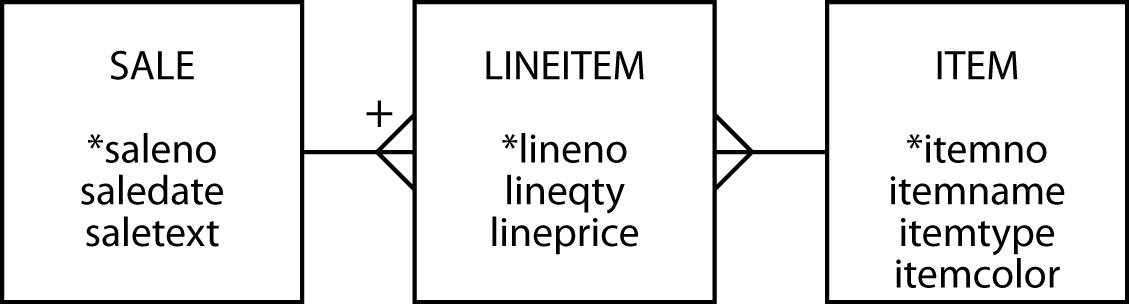 SALE
*saleno
saledate
saletext
+
LINEITEM
*lineno
lineqty
lineprice
ITEM
*itemno
itemname
itemtype
itemcolor